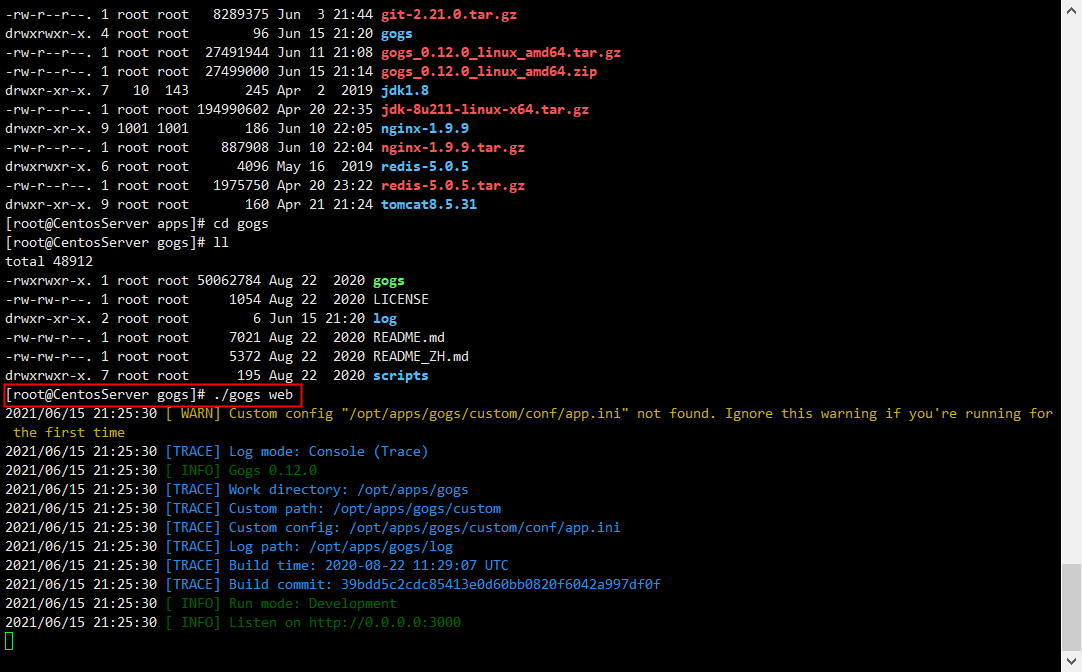 -rw-r--r--. 1 root root   8289375 Jun  3 21:44 git-2.21.0.tar.gz
drwxrwxr-x. 4 root root        96 Jun 15 21:20 gogs
-rw-r--r--. 1 root root  27491944 Jun 11 21:08 gogs_0.12.0_linux_amd64.tar.gz
-rw-r--r--. 1 root root  27499000 Jun 15 21:14 gogs_0.12.0_linux_amd64.zip
drwxr-xr-x. 7   10  143       245 Apr  2  2019 jdk1.8
-rw-r--r--. 1 root root 194990602 Apr 20 22:35 jdk-8u211-linux-x64.tar.gz
drwxr-xr-x. 9 1001 1001       186 Jun 10 22:05 nginx-1.9.9
-rw-r--r--. 1 root root    887908 Jun 10 22:04 nginx-1.9.9.tar.gz
drwxrwxr-x. 6 root root      4096 May 16  2019 redis-5.0.5
-rw-r--r--. 1 root root   1975750 Apr 20 23:22 redis-5.0.5.tar.gz
drwxr-xr-x. 9 root root       160 Apr 21 21:24 tomcat8.5.31
[root@CentosServer apps]# cd gogs
[root@CentosServer gogs]# ll
total 48912
-rwxrwxr-x. 1 root root 50062784 Aug 22  2020 gogs
-rw-rw-r--. 1 root root     1054 Aug 22  2020 LICENSE
drwxr-xr-x. 2 root root        6 Jun 15 21:20 log
-rw-rw-r--. 1 root root     7021 Aug 22  2020 README.md
-rw-rw-r--. 1 root root     5372 Aug 22  2020 README_ZH.md
drwxrwxr-x. 7 root root      195 Aug 22  2020 scripts
[root@CentosServer gogs]# ./gogs web
2021/06/15 21:25:30 [ WARN] Custom config "/opt/apps/gogs/custom/conf/app.ini" not found. Ignore this warning if you're running for
 the first time
2021/06/15 21:25:30 [TRACE] Log mode: Console (Trace)
2021/06/15 21:25:30 [ INFO] Gogs 0.12.0
2021/06/15 21:25:30 [TRACE] Work directory: /opt/apps/gogs
2021/06/15 21:25:30 [TRACE] Custom path: /opt/apps/gogs/custom
2021/06/15 21:25:30 [TRACE] Custom config: /opt/apps/gogs/custom/conf/app.ini
2021/06/15 21:25:30 [TRACE] Log path: /opt/apps/gogs/log
2021/06/15 21:25:30 [TRACE] Build time: 2020-08-22 11:29:07 UTC
2021/06/15 21:25:30 [TRACE] Build commit: 39bdd5c2cdc85413e0d60bb0820f6042a997df0f
2021/06/15 21:25:30 [ INFO] Run mode: Development
2021/06/15 21:25:30 [ INFO] Listen on http://0.0.0.0:3000